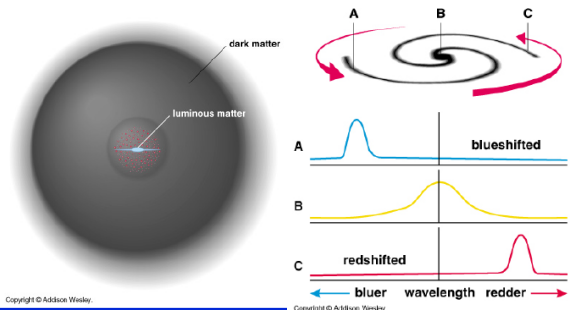 dark matter
luminous matter
Copyright © Addison Wesley.
A B C
A blueshifted
B
C redshifted
bluer wavelength redder
Copyright © Addison Wesley